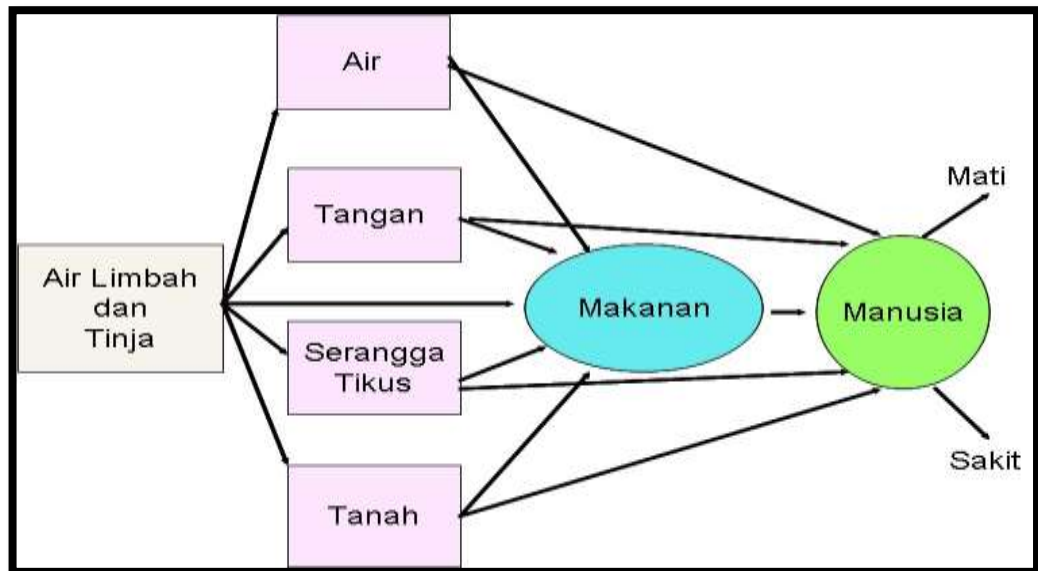 Air
Tangan
Air Limbah
dan
Tinja
Serangga
Tikus
Tanah
Makanan
Manusia
Mati
Sakit